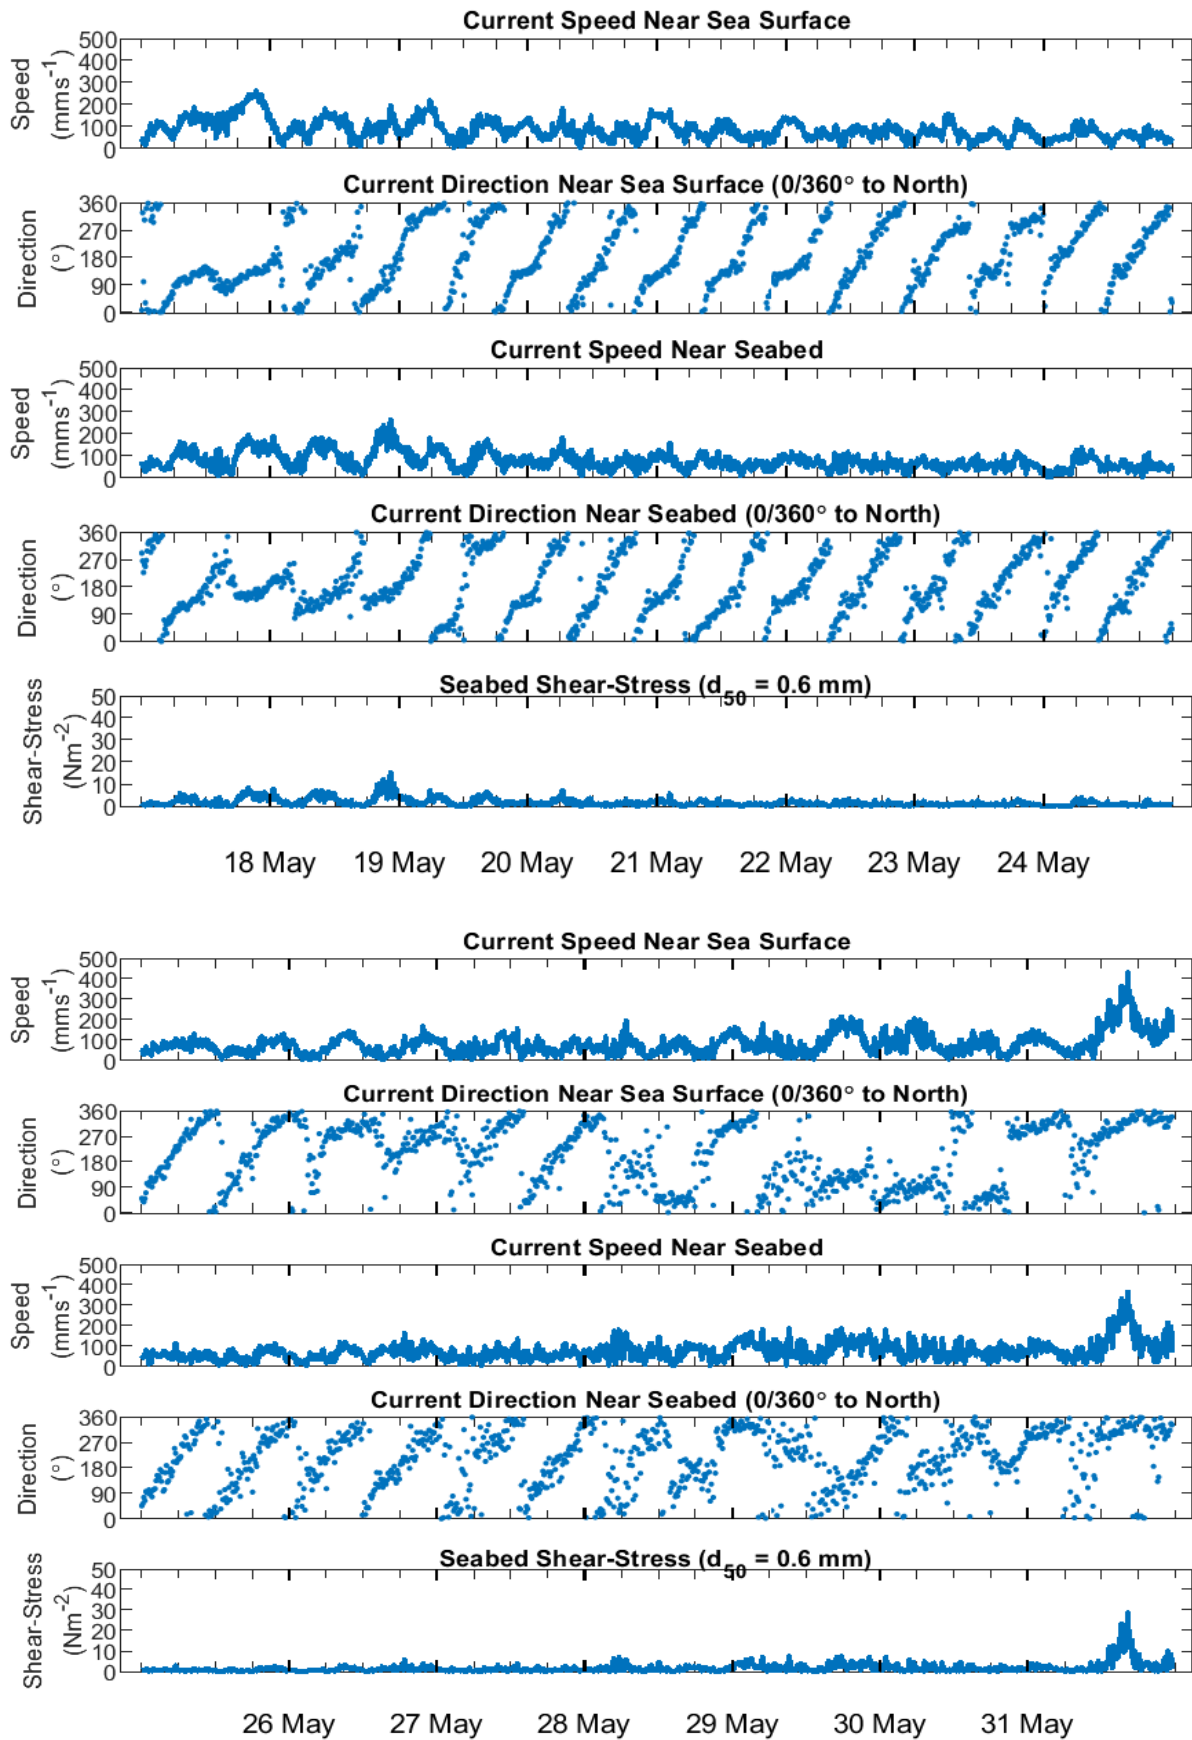 Current Speed Near Sea Surface
Speed
(mms⁻¹)
500
400
300
200
100
0
Current Direction Near Sea Surface (0/360° to North)
Direction
(°)
360
270
180
90
0
Current Speed Near Seabed
Speed
(mms⁻¹)
500
400
300
200
100
0
Current Direction Near Seabed (0/360° to North)
Direction
(°)
360
270
180
90
0
Seabed Shear-Stress (d₅₀ = 0.6 mm)
Shear-Stress
(Nm⁻²)
50
40
30
20
10
0
18 May 19 May 20 May 21 May 22 May 23 May 24 May
Current Speed Near Sea Surface
Speed
(mms⁻¹)
500
400
300
200
100
0
Current Direction Near Sea Surface (0/360° to North)
Direction
(°)
360
270
180
90
0
Current Speed Near Seabed
Speed
(mms⁻¹)
500
400
300
200
100
0
Current Direction Near Seabed (0/360° to North)
Direction
(°)
360
270
180
90
0
Seabed Shear-Stress (d₅₀ = 0.6 mm)
Shear-Stress
(Nm⁻²)
50
40
30
20
10
0
26 May 27 May 28 May 29 May 30 May 31 May